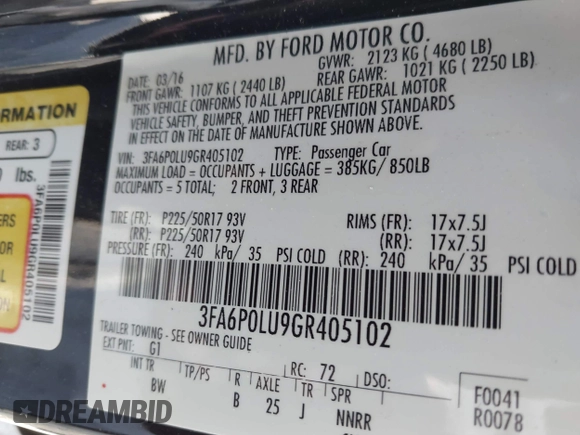 MFD. BY FORD MOTOR CO.
DATE: 03/16
GVWR: 2123 KG ( 4680 LB)
FRONT GAWR: 1107 KG ( 2440 LB)
REAR GAWR: 1021 KG ( 2250 LB)
THIS VEHICLE CONFORMS TO ALL APPLICABLE FEDERAL MOTOR
VEHICLE SAFETY, BUMPER, AND THEFT PREVENTION STANDARDS
IN EFFECT ON THE DATE OF MANUFACTURE SHOWN ABOVE.
VIN: 3FA6P0LU9GR405102 TYPE: Passenger Car
MAXIMUM LOAD = OCCUPANTS + LUGGAGE = 385KG/ 850LB
OCCUPANTS = 5 TOTAL; 2 FRONT, 3 REAR
TIRE (FR): P225/50R17 93V RIMS (FR): 17x7.5J
(RR): P225/50R17 93V (RR): 17x7.5J
PRESSURE (FR): 240 kPa/ 35 PSI COLD (RR): 240 kPa/ 35 PSI COLD
3FA6P0LU9GR405102
TRAILER TOWING - SEE OWNER GUIDE
EXT PNT: G1 RC: 72 DSO:
INT TR TP/PS R AXLE TR SPR
BW B 25 J NNRR
F0041
R0078
REAR: 3
lbs.
3FA6P0LU9GR405102
DREAMBID